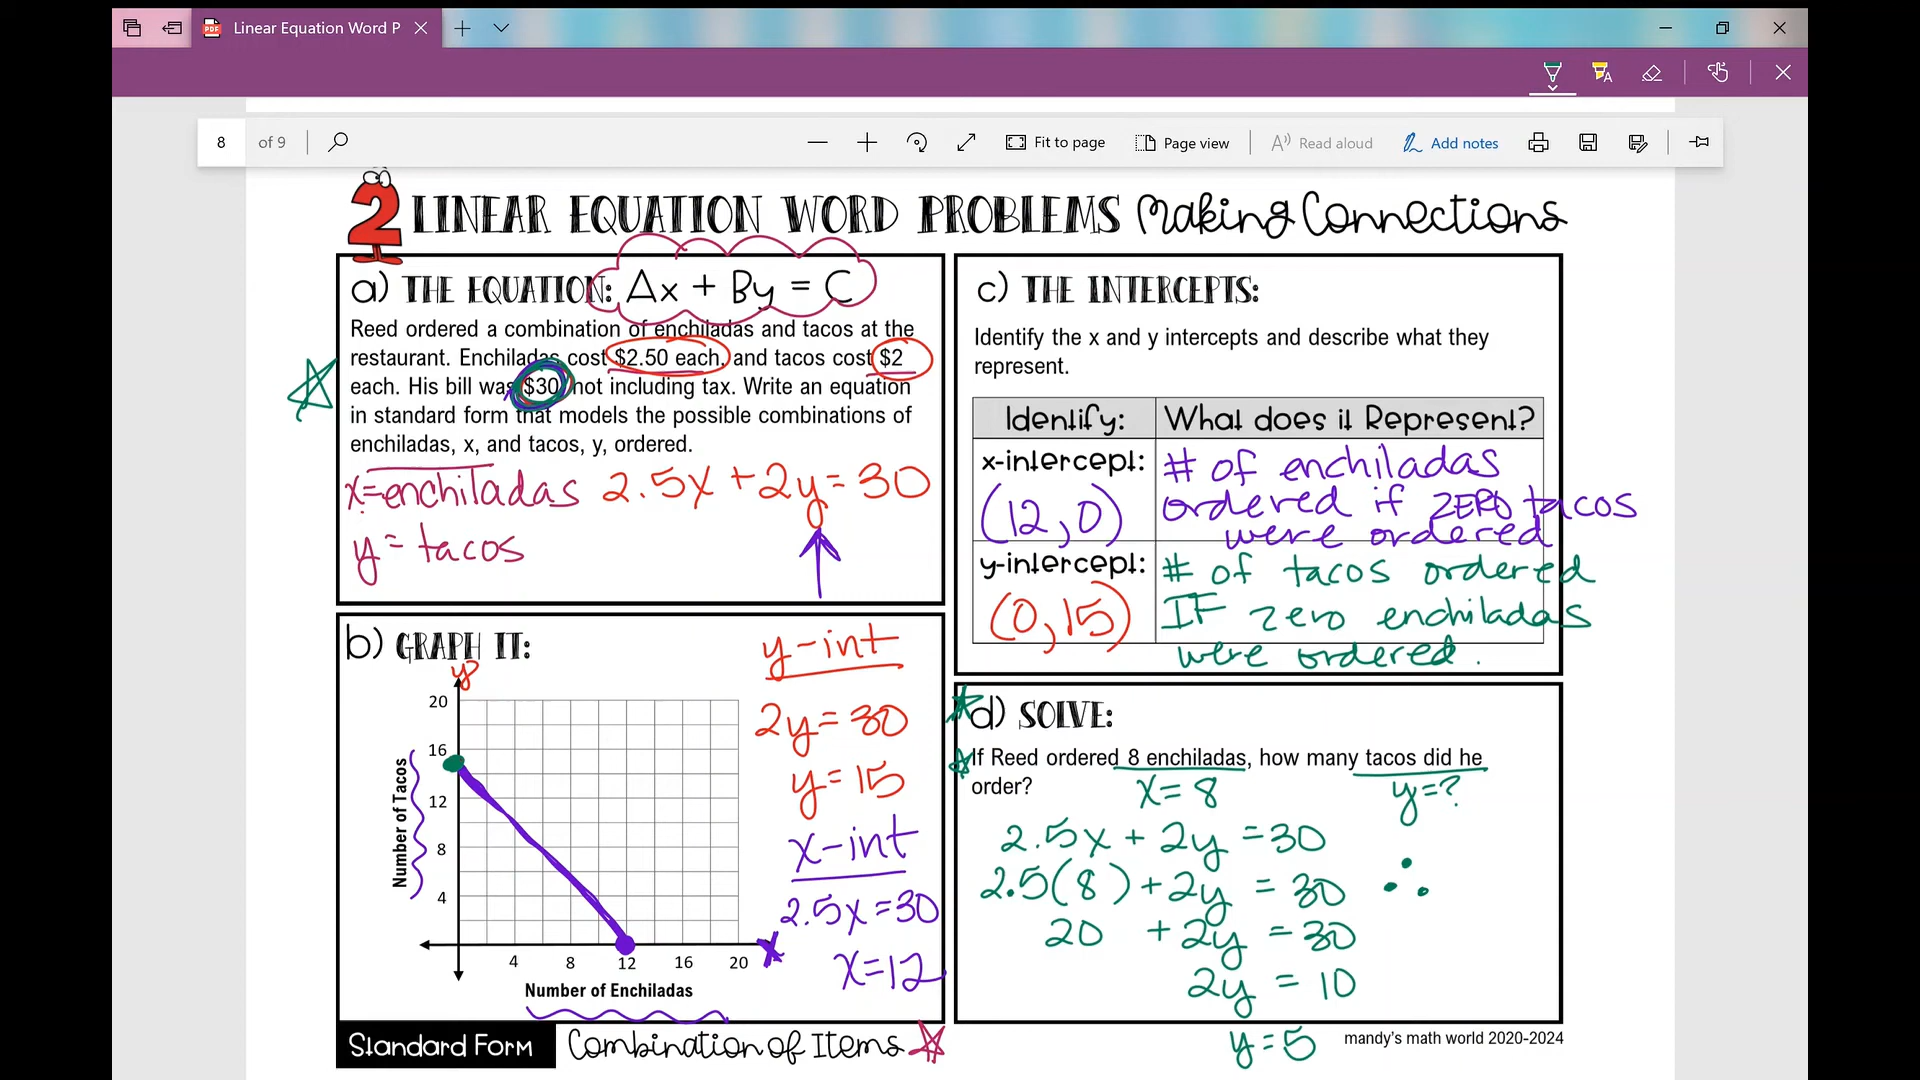 Linear Equation Word P
8 of 9
Fit to page
Page view
Read aloud
Add notes
2 LINEAR EQUATION WORD PROBLEMS Making Connections
a) THE EQUATION: Ax + By = C
Reed ordered a combination of enchiladas and tacos at the
restaurant. Enchiladas cost $2.50 each, and tacos cost $2
each. His bill was $30, not including tax. Write an equation
in standard form that models the possible combinations of
enchiladas, x, and tacos, y, ordered.
x=enchiladas 2.5x + 2y = 30
y = tacos
b) GRAPH IT:
y
20
16
12
8
4
Number of Tacos
4 8 12 16 20 x
Number of Enchiladas
y-int
2y = 30
y = 15
x-int
2.5x = 30
x=12
Standard Form Combination of Items
c) THE INTERCEPTS:
Identify the x and y intercepts and describe what they
represent.
Identify: What does it Represent?
x-intercept: # of enchiladas
(12,0) ordered if ZERO tacos
were ordered
y-intercept: # of tacos ordered
(0,15) IF zero enchiladas
were ordered.
d) SOLVE:
If Reed ordered 8 enchiladas, how many tacos did he
order? x= 8 y=?
2.5x + 2y = 30
2.5(8) + 2y = 30
20 + 2y = 30
2y = 10
y = 5
mandy's math world 2020-2024